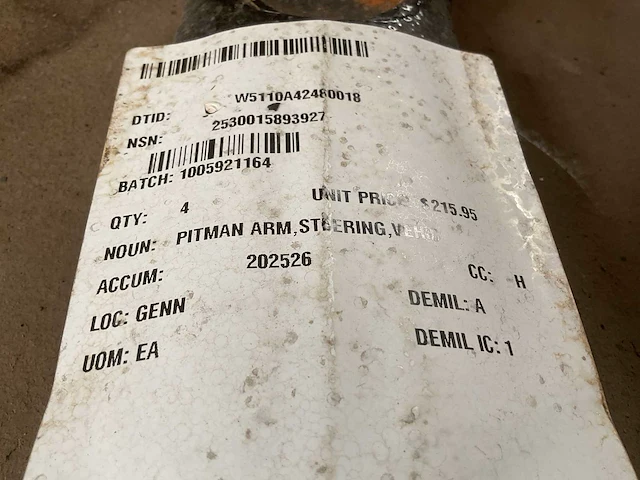 DTID: W5110A42480018
NSN: 2530015893927
BATCH: 1005921164
QTY: 4 UNIT PRICE $215.95
NOUN: PITMAN ARM,STEERING,
ACCUM: 202526
CC: H
LOC: GENN DEMIL: A
UOM: EA DEMIL IC: 1